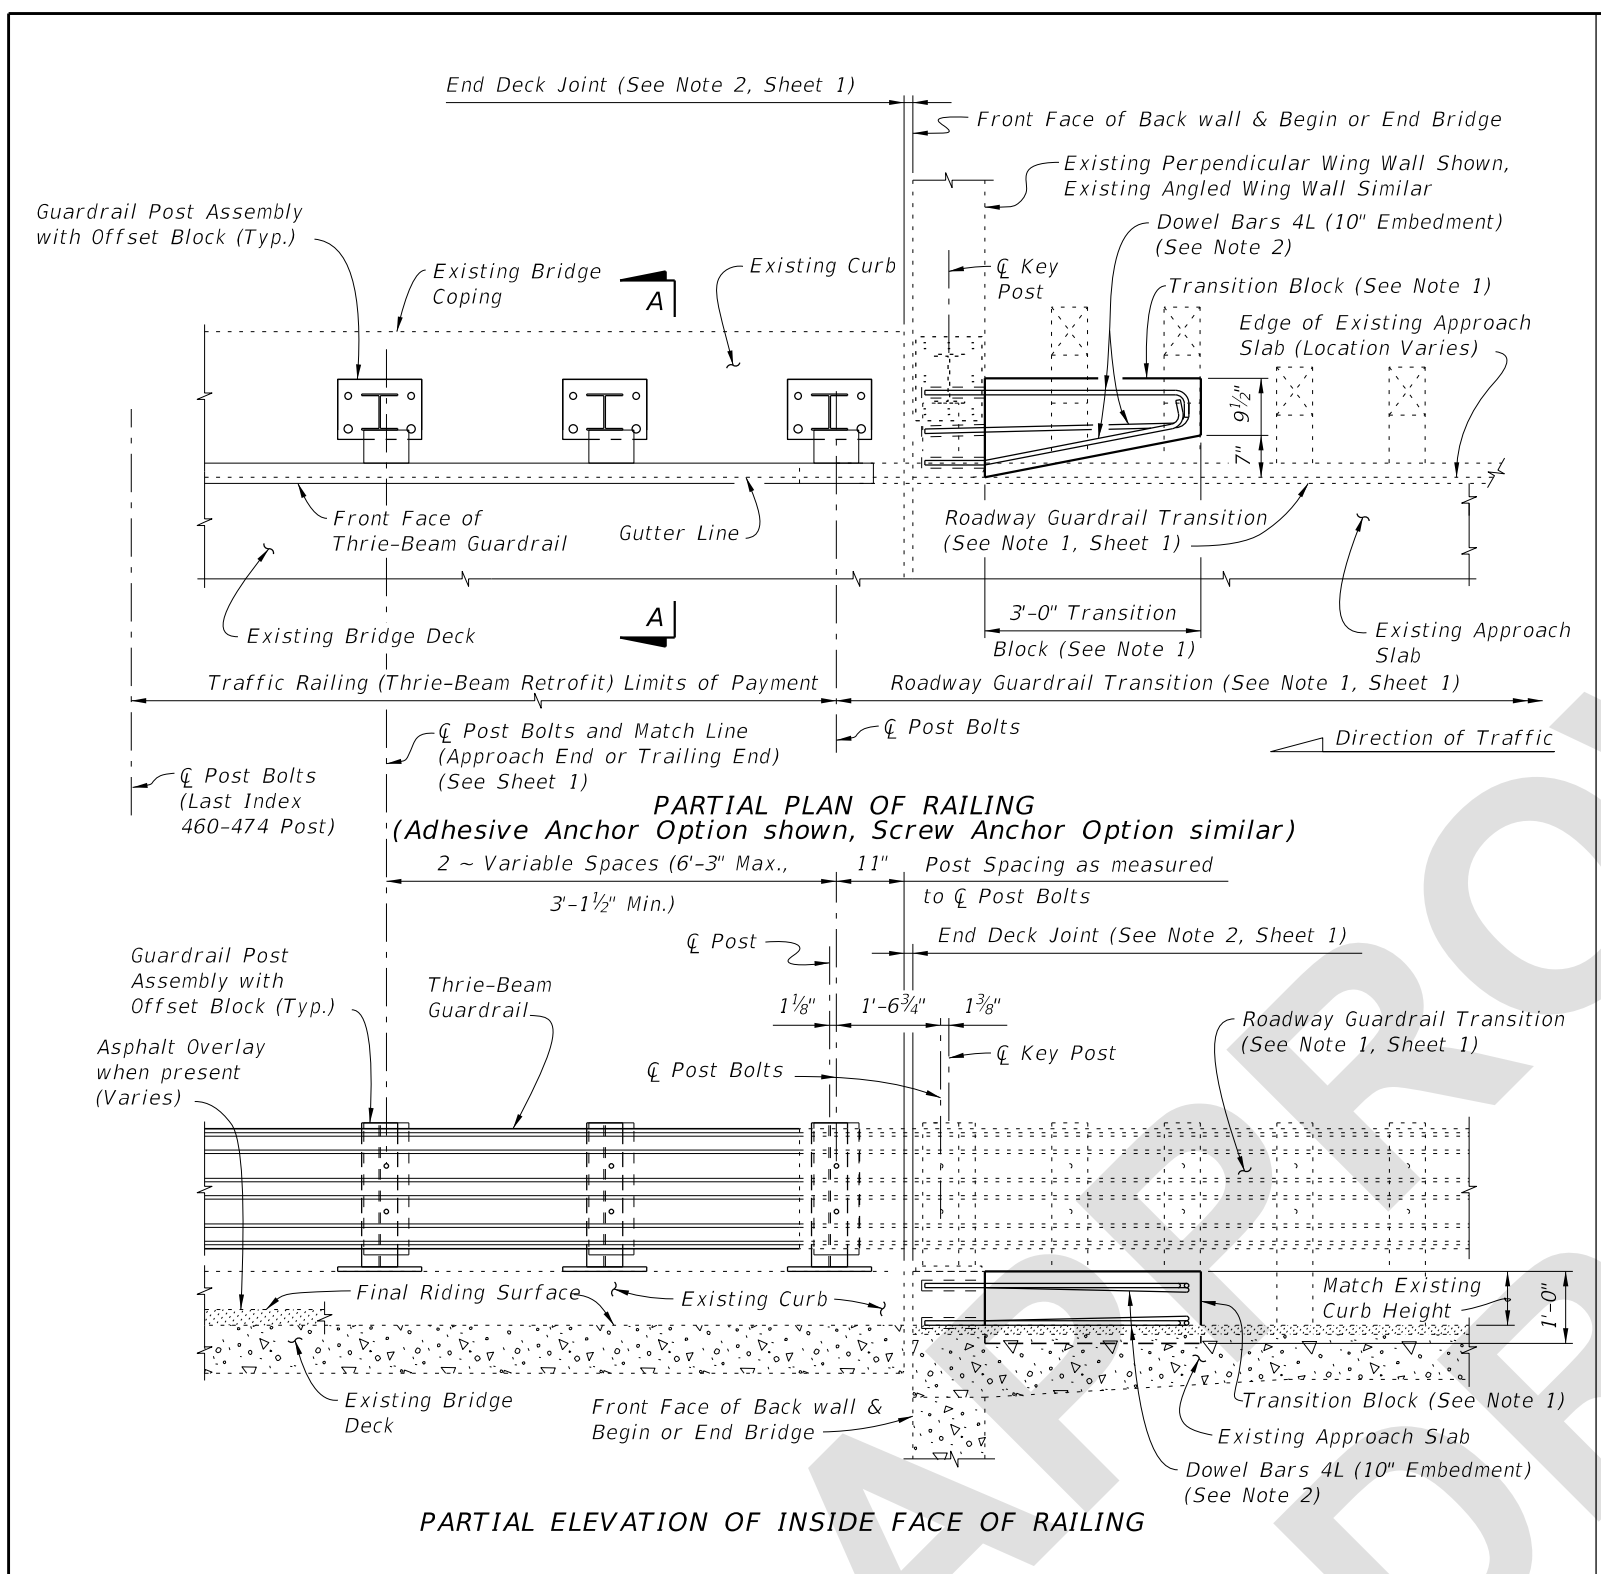 End Deck Joint (See Note 2, Sheet 1)
Front Face of Back wall & Begin or End Bridge
Existing Perpendicular Wing Wall Shown,
Existing Angled Wing Wall Similar
Guardrail Post Assembly
with Offset Block (Typ.)
Dowel Bars 4L (10" Embedment)
(See Note 2)
Existing Bridge
Coping
A
Existing Curb
℄ Key
Post
Transition Block (See Note 1)
Edge of Existing Approach
Slab (Location Varies)
9½"
7"
Front Face of
Thrie-Beam Guardrail
Gutter Line
Roadway Guardrail Transition
(See Note 1, Sheet 1)
Existing Bridge Deck
A
3'-0" Transition
Block (See Note 1)
Existing Approach
Slab
Traffic Railing (Thrie-Beam Retrofit) Limits of Payment
Roadway Guardrail Transition (See Note 1, Sheet 1)
℄ Post Bolts and Match Line
(Approach End or Trailing End)
(See Sheet 1)
℄ Post Bolts
Direction of Traffic
℄ Post Bolts
(Last Index
460-474 Post)
PARTIAL PLAN OF RAILING
(Adhesive Anchor Option shown, Screw Anchor Option similar)
2 ~ Variable Spaces (6'-3" Max.,
3'-1½" Min.)
11"
Post Spacing as measured
to ℄ Post Bolts
℄ Post
End Deck Joint (See Note 2, Sheet 1)
Guardrail Post
Assembly with
Offset Block (Typ.)
Thrie-Beam
Guardrail
1⅛"
1'-6¾"
1⅜"
Roadway Guardrail Transition
(See Note 1, Sheet 1)
Asphalt Overlay
when present
(Varies)
℄ Key Post
℄ Post Bolts
Final Riding Surface
Existing Curb
Match Existing
Curb Height
1'-0"
Existing Bridge
Deck
Front Face of Back wall &
Begin or End Bridge
Transition Block (See Note 1)
Existing Approach Slab
Dowel Bars 4L (10" Embedment)
(See Note 2)
PARTIAL ELEVATION OF INSIDE FACE OF RAILING